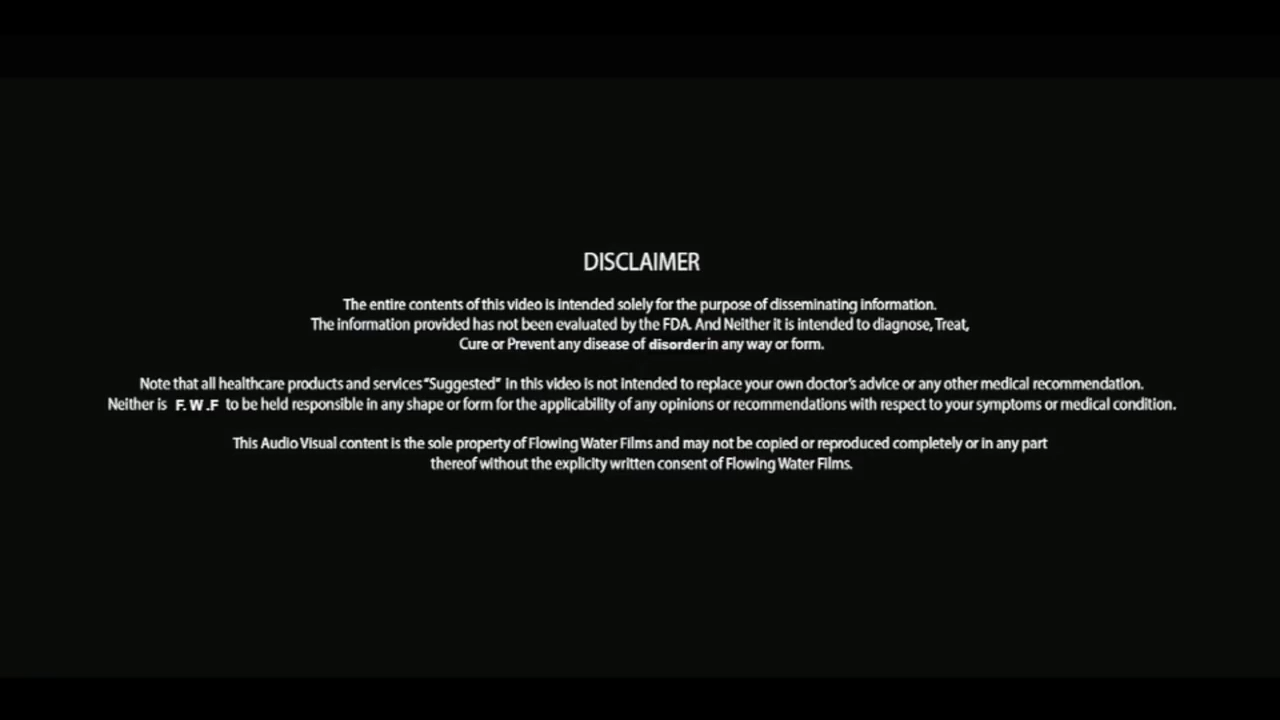 DISCLAIMER
The entire contents of this video is intended solely for the purpose of disseminating information.
The information provided has not been evaluated by the FDA. And Neither it is intended to diagnose, Treat,
Cure or Prevent any disease of disorder in any way or form.
Note that all healthcare products and services "Suggested" in this video is not intended to replace your own doctor's advice or any other medical recommendation.
Neither is F.W.F to be held responsible in any shape or form for the applicability of any opinions or recommendations with respect to your symptoms or medical condition.
This Audio Visual content is the sole property of Flowing Water Films and may not be copied or reproduced completely or in any part
thereof without the explicity written consent of Flowing Water Films.